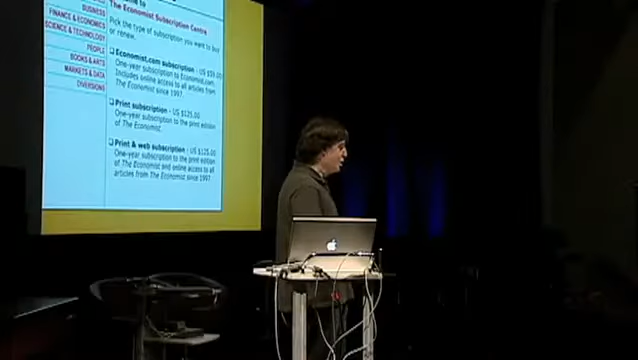 BUSINESS
FINANCE & ECONOMICS
SCIENCE & TECHNOLOGY
PEOPLE
BOOKS & ARTS
MARKETS & DATA
DIVERSIONS
The Economist Subscription Centre
Pick the type of subscription you want to buy
or renew.
Economist.com subscription - US $59.00
One-year subscription to Economist.com.
Includes online access to all articles from
The Economist since 1997.
Print subscription - US $125.00
One-year subscription to the print edition
of The Economist.
Print & web subscription - US $125.00
One-year subscription to the print edition
of The Economist and online access to all
articles from The Economist since 1997